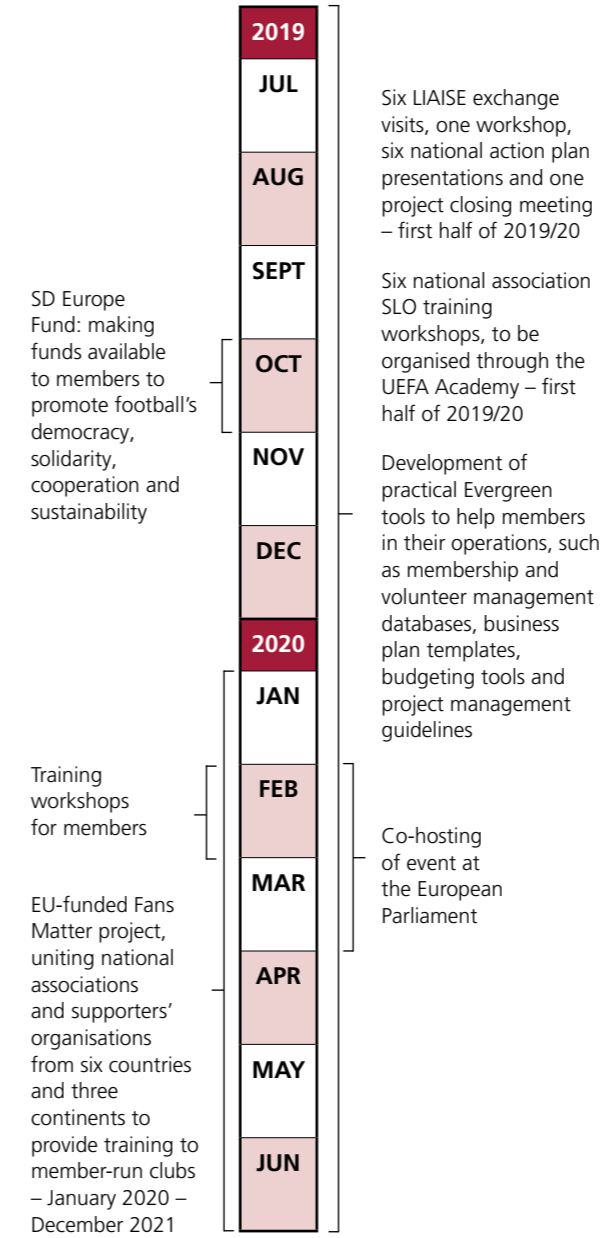 2019
JUL
AUG
SEPT
OCT
NOV
DEC
2020
JAN
FEB
MAR
APR
MAY
JUN
SD Europe
Fund: making
funds available
to members to
promote football’s
democracy,
solidarity,
cooperation and
sustainability
Training
workshops
for members
EU-funded Fans
Matter project,
uniting national
associations
and supporters’
organisations
from six countries
and three
continents to
provide training to
member-run clubs
– January 2020 –
December 2021
Six LIAISE exchange
visits, one workshop,
six national action plan
presentations and one
project closing meeting
– first half of 2019/20
Six national association
SLO training
workshops, to be
organised through the
UEFA Academy – first
half of 2019/20
Development of
practical Evergreen
tools to help members
in their operations, such
as membership and
volunteer management
databases, business
plan templates,
budgeting tools and
project management
guidelines
Co-hosting
of event at
the European
Parliament